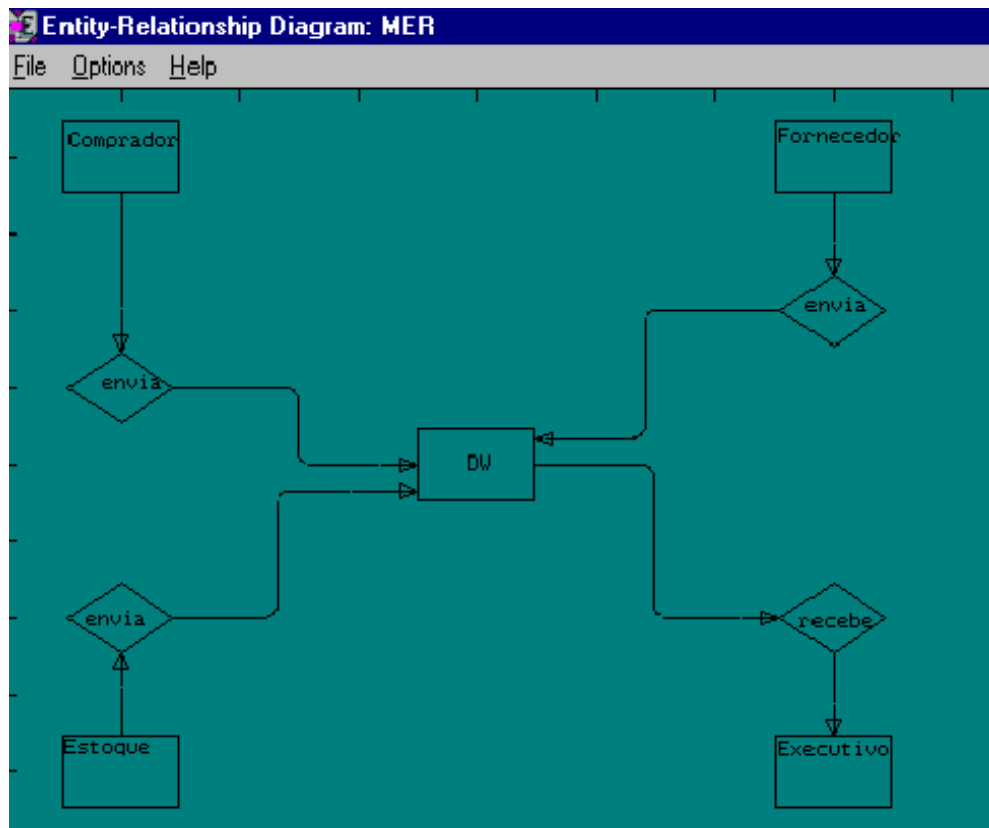 Entity-Relationship Diagram: MER
File Options Help
Comprador
Fornecedor
envia
envia
DW
envia
recebe
Estoque
Executivo